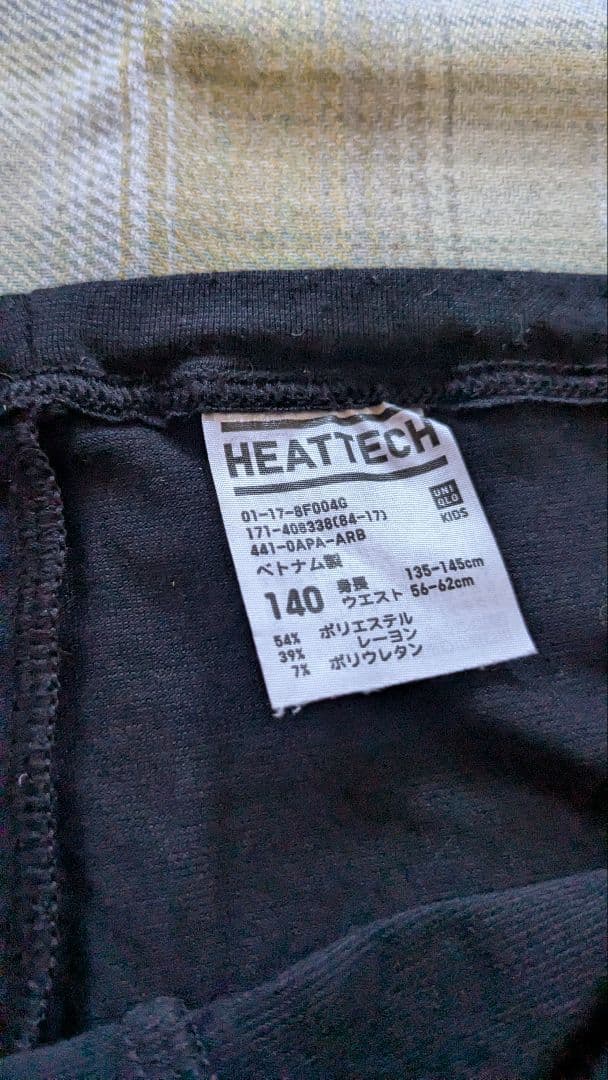 HEATTECH
01-17-8F004G
171-408338(84-17)
441-0APA-ARB
UNI
QLO
KIDS
ベトナム製
140 身長 135-145cm
ウエスト 56-62cm
54% ポリエステル
39% レーヨン
7% ポリウレタン